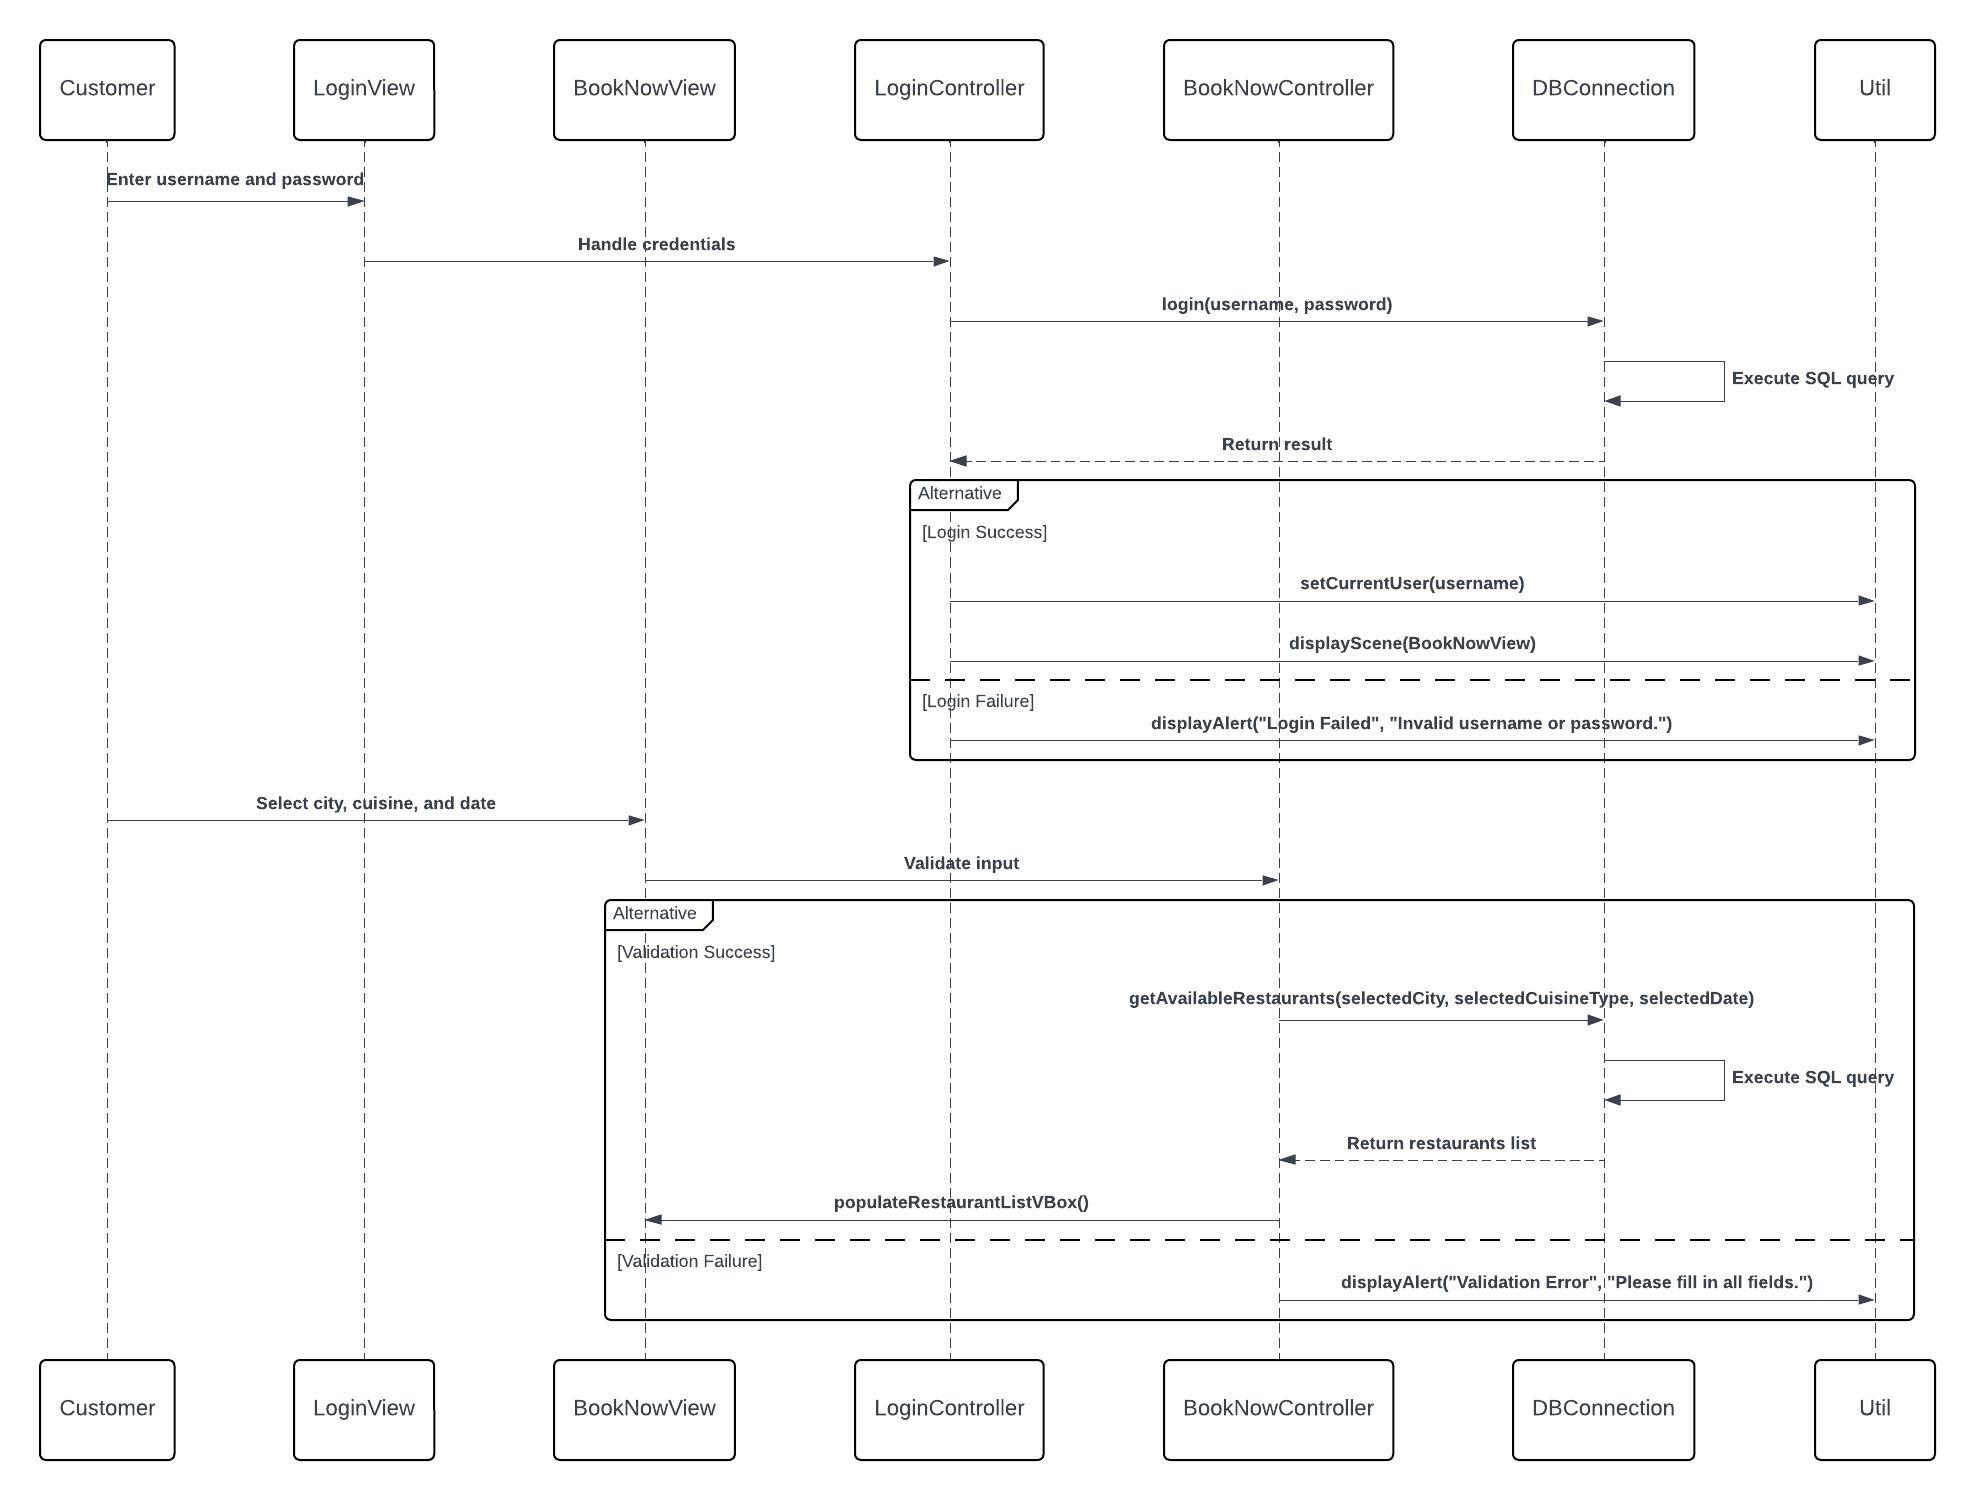 Customer
LoginView
BookNowView
LoginController
BookNowController
DBConnection
Util
Enter username and password
Handle credentials
login(username, password)
Execute SQL query
Return result
Alternative
[Login Success]
setCurrentUser(username)
displayScene(BookNowView)
[Login Failure]
displayAlert("Login Failed", "Invalid username or password.")
Select city, cuisine, and date
Validate input
Alternative
[Validation Success]
getAvailableRestaurants(selectedCity, selectedCuisineType, selectedDate)
Execute SQL query
Return restaurants list
populateRestaurantListVBox()
[Validation Failure]
displayAlert("Validation Error", "Please fill in all fields.")
Customer
LoginView
BookNowView
LoginController
BookNowController
DBConnection
Util